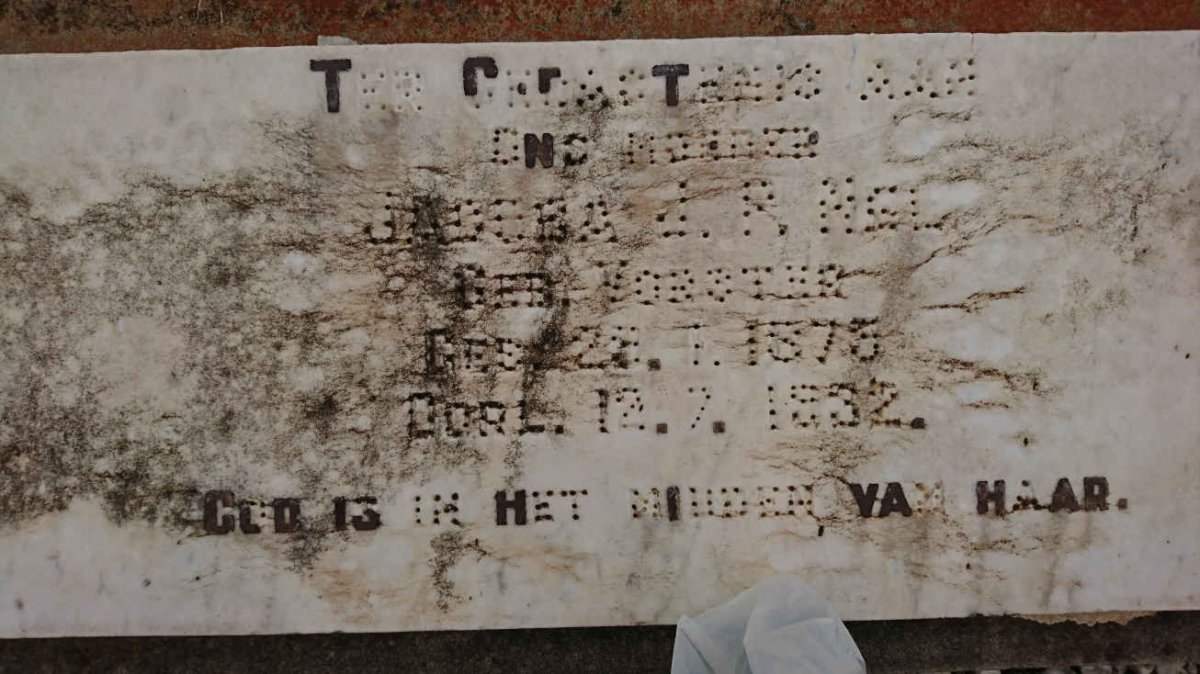 TER GEDACHTENIS AAN
ONS MOEDER
JACOBA NEL
GEB. VORSTER
GEB. 28. 1. 1878
OORL. 12. 7. 1932.
GOD IS IN HET MIDDEN VAN HAAR.